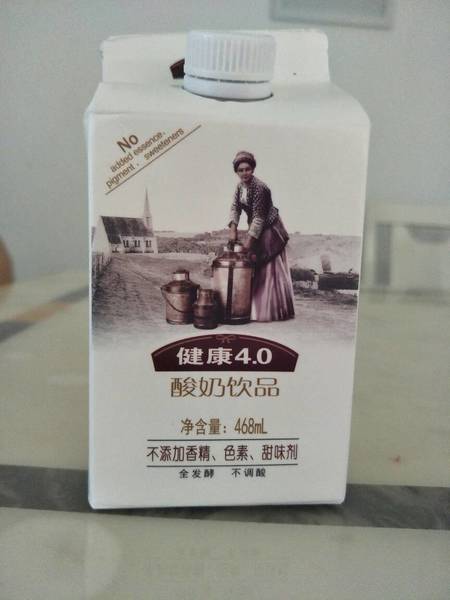 No
added essence、
pigment 、 sweeteners
健康4.0
酸奶饮品
净含量：468mL
不添加香精、色素、甜味剂
全发酵 不调酸